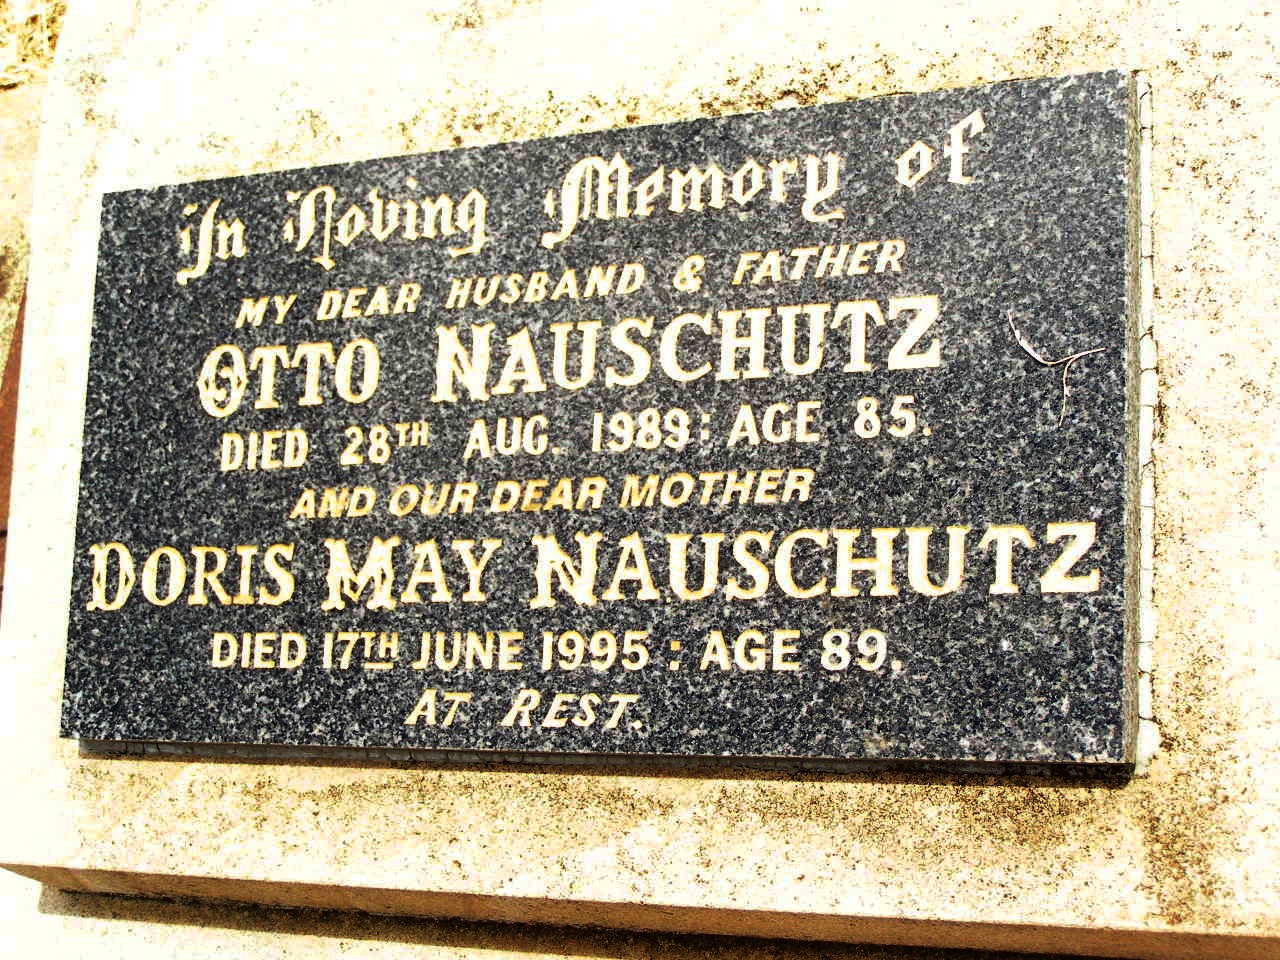 In Loving Memory of
MY DEAR HUSBAND & FATHER
OTTO NAUSCHUTZ
DIED 28TH AUG. 1989: AGE 85.
AND OUR DEAR MOTHER
DORIS MAY NAUSCHUTZ
DIED 17TH JUNE 1995: AGE 89.
AT REST.